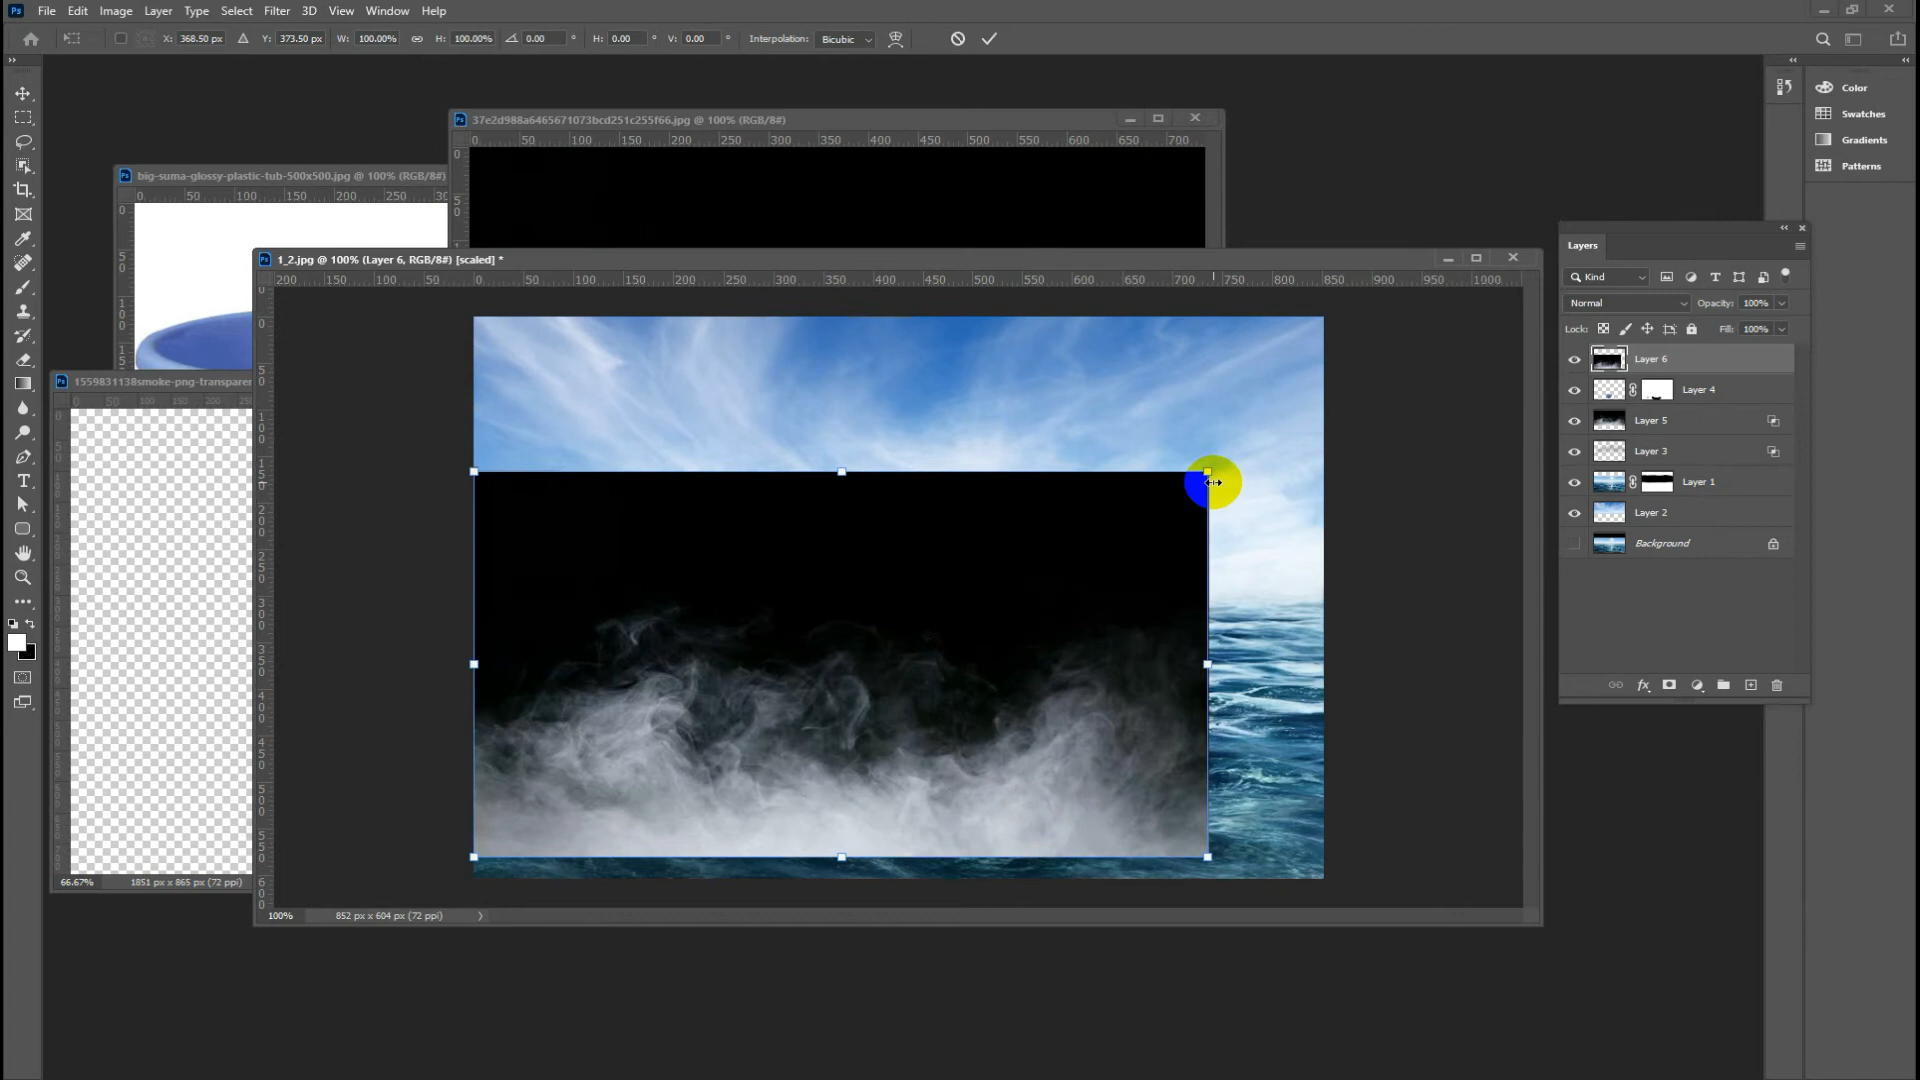 Ps File Edit Image Layer Type Select Filter 3D View Window Help
X: 368.50 px Y: 373.50 px W: 100.00% H: 100.00% 0.00 ° H: 0.00 ° V: 0.00 ° Interpolation: Bicubic
Color
Swatches
Gradients
Patterns
37e2d988a6465671073bcd251c255f66.jpg @ 100% (RGB/8#)
0 50 100 150 200 250 300 350 400 450 500 550 600 650 700
big-suma-glossy-plastic-tub-500x500.jpg @ 100% (RGB/8#)
0 50 100 150 200 250 30
1_2.jpg @ 100% (Layer 6, RGB/8#) [scaled] *
200 150 100 50 0 50 100 150 200 250 300 350 400 450 500 550 600 650 700 750 800 850 900 950 1000
1559831138smoke-png-transparen
0 50 100 150 200 250
66.67% 1851 px x 865 px (72 ppi)
100% 852 px x 604 px (72 ppi)
Layers
Kind
Normal Opacity: 100%
Lock: Fill: 100%
Layer 6
Layer 4
Layer 5
Layer 3
Layer 1
Layer 2
Background
fx